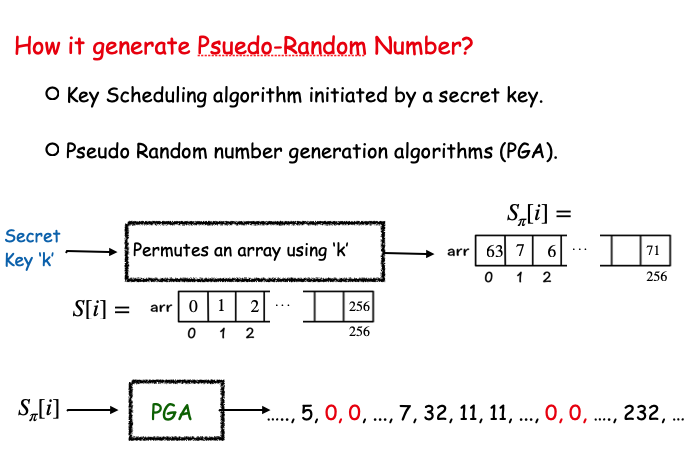 How it generate Psuedo-Random Number?
Key Scheduling algorithm initiated by a secret key.
Pseudo Random number generation algorithms (PGA).
Sπ[i] =
Secret
Key 'k'
Permutes an array using 'k'
arr 63 7 6 ... 71
0 1 2 256
S[i] = arr 0 1 2 ... 256
0 1 2 256
Sπ[i] PGA ....., 5, 0, 0, ..., 7, 32, 11, 11, ..., 0, 0, ...., 232, ...